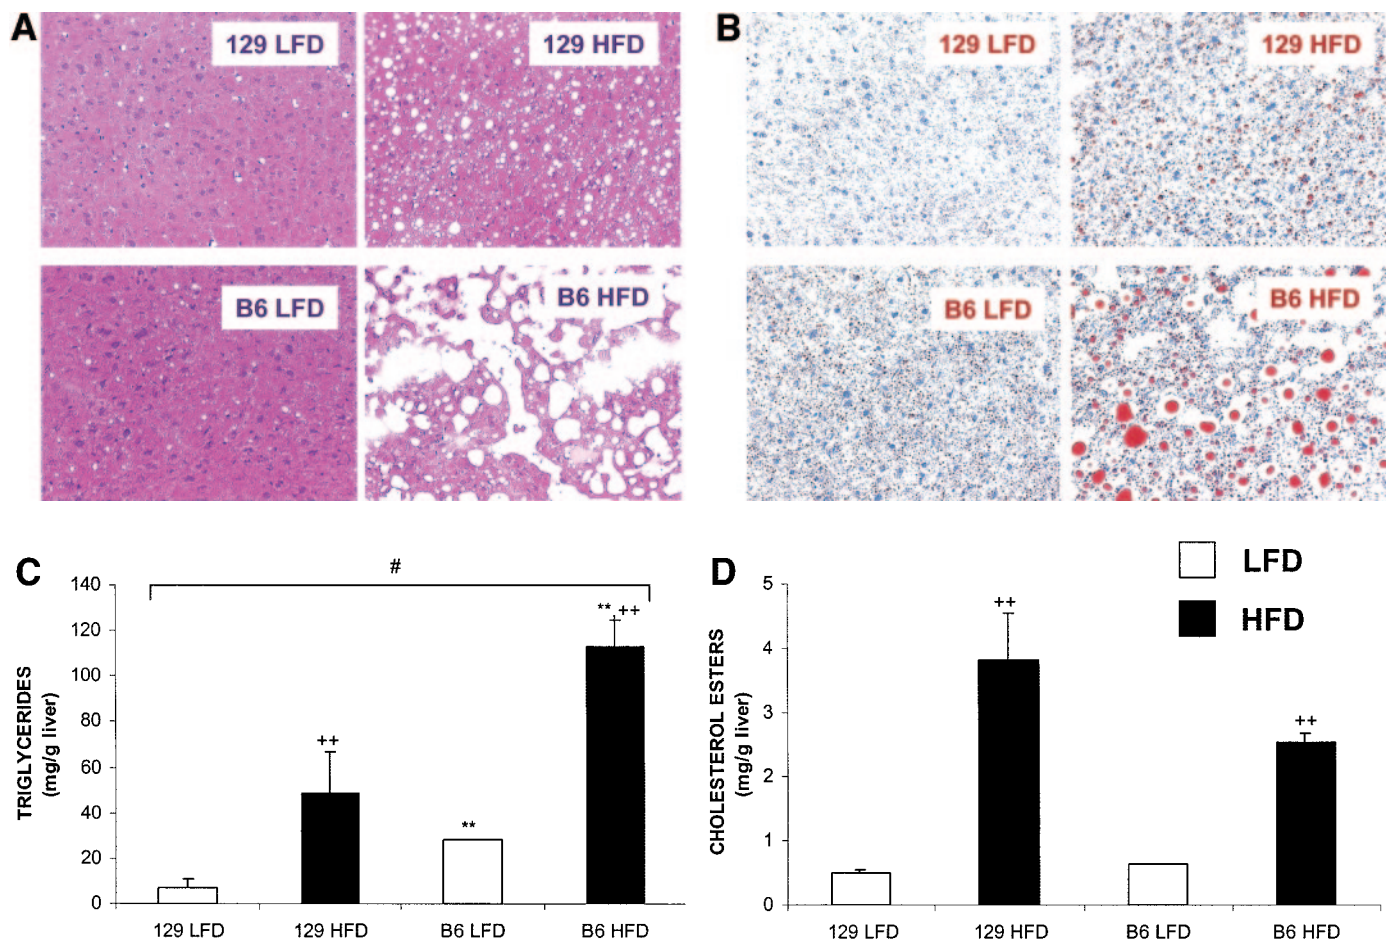 A
129 LFD
129 HFD
B6 LFD
B6 HFD
B
129 LFD
129 HFD
B6 LFD
B6 HFD
C
#
140
120
100
80
60
40
20
0
TRIGLYCERIDES
(mg/g liver)
++
**
**,++
129 LFD
129 HFD
B6 LFD
B6 HFD
D
LFD
HFD
5
4
3
2
1
0
CHOLESTEROL ESTERS
(mg/g liver)
++
++
129 LFD
129 HFD
B6 LFD
B6 HFD